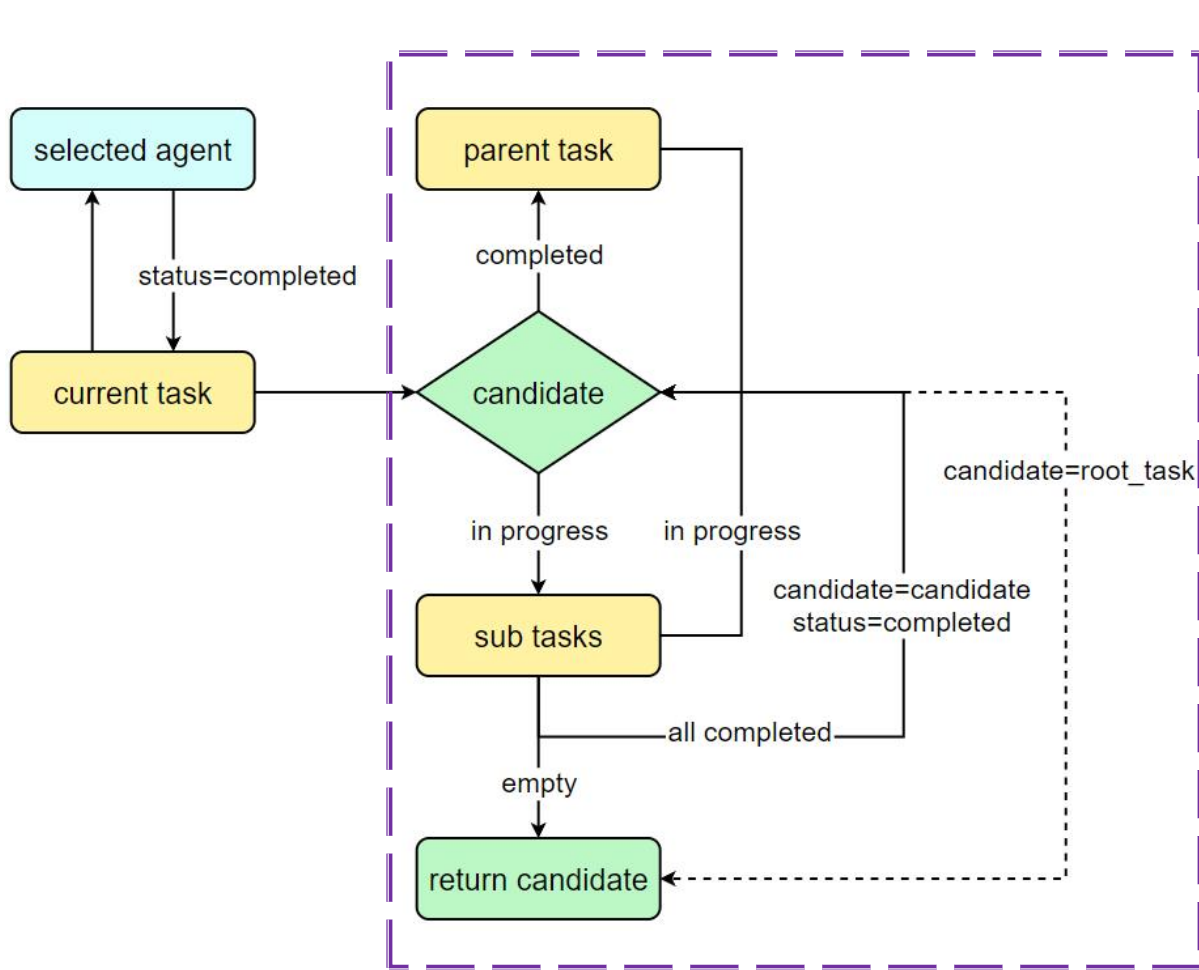 selected agent
parent task
completed
status=completed
current task
candidate
candidate=root_task
in progress
in progress
candidate=candidate
status=completed
sub tasks
all completed
empty
return candidate